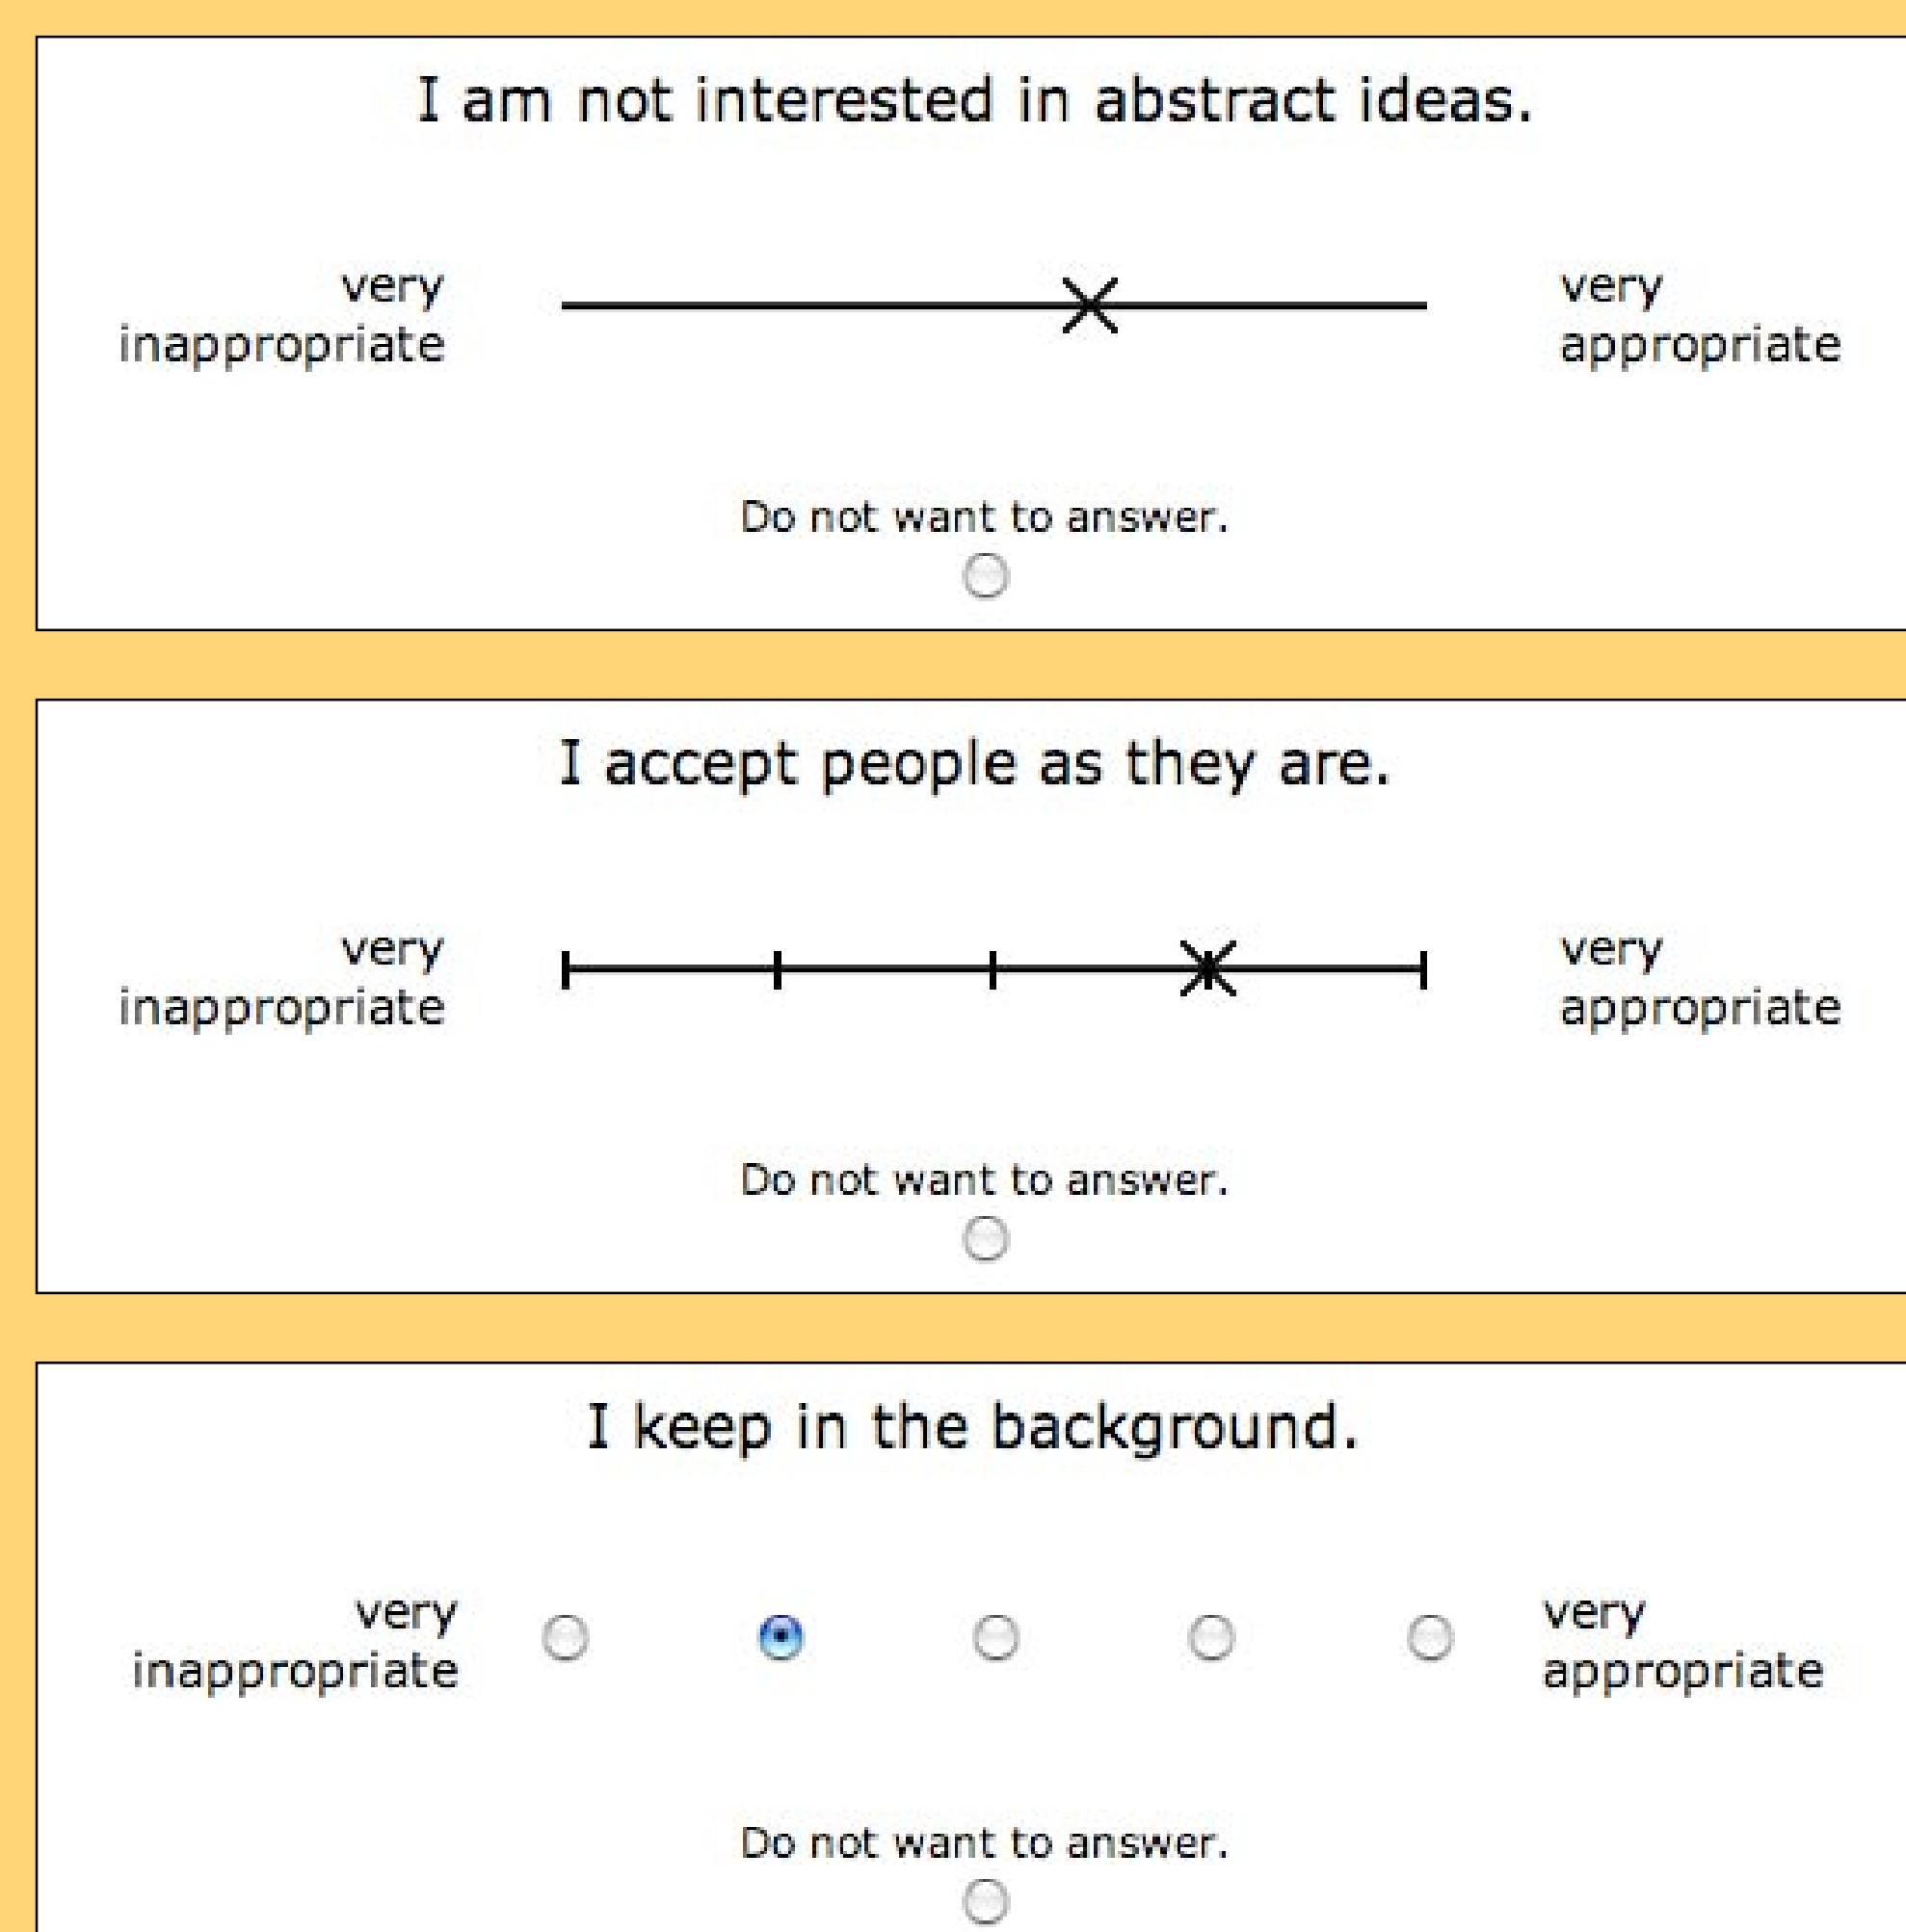 I am not interested in abstract ideas.
very
inappropriate
very
appropriate
Do not want to answer.
I accept people as they are.
very
inappropriate
very
appropriate
Do not want to answer.
I keep in the background.
very
inappropriate
very
appropriate
Do not want to answer.